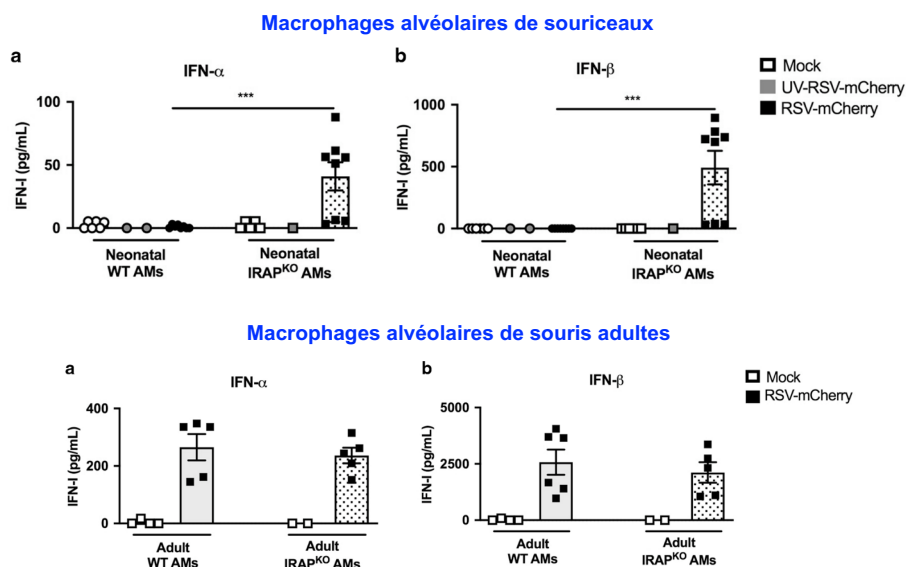 Macrophages alvéolaires de souriceaux
a
IFN-α
IFN-I (pg/mL)
100
50
0
***
Neonatal
WT AMs
Neonatal
IRAPᴷᴼ AMs
b
IFN-β
IFN-I (pg/mL)
1000
500
0
***
Neonatal
WT AMs
Neonatal
IRAPᴷᴼ AMs
Mock
UV-RSV-mCherry
RSV-mCherry
Macrophages alvéolaires de souris adultes
a
IFN-α
IFN-I (pg/mL)
400
200
0
Adult
WT AMs
Adult
IRAPᴷᴼ AMs
b
IFN-β
IFN-I (pg/mL)
5000
2500
0
Adult
WT AMs
Adult
IRAPᴷᴼ AMs
Mock
RSV-mCherry